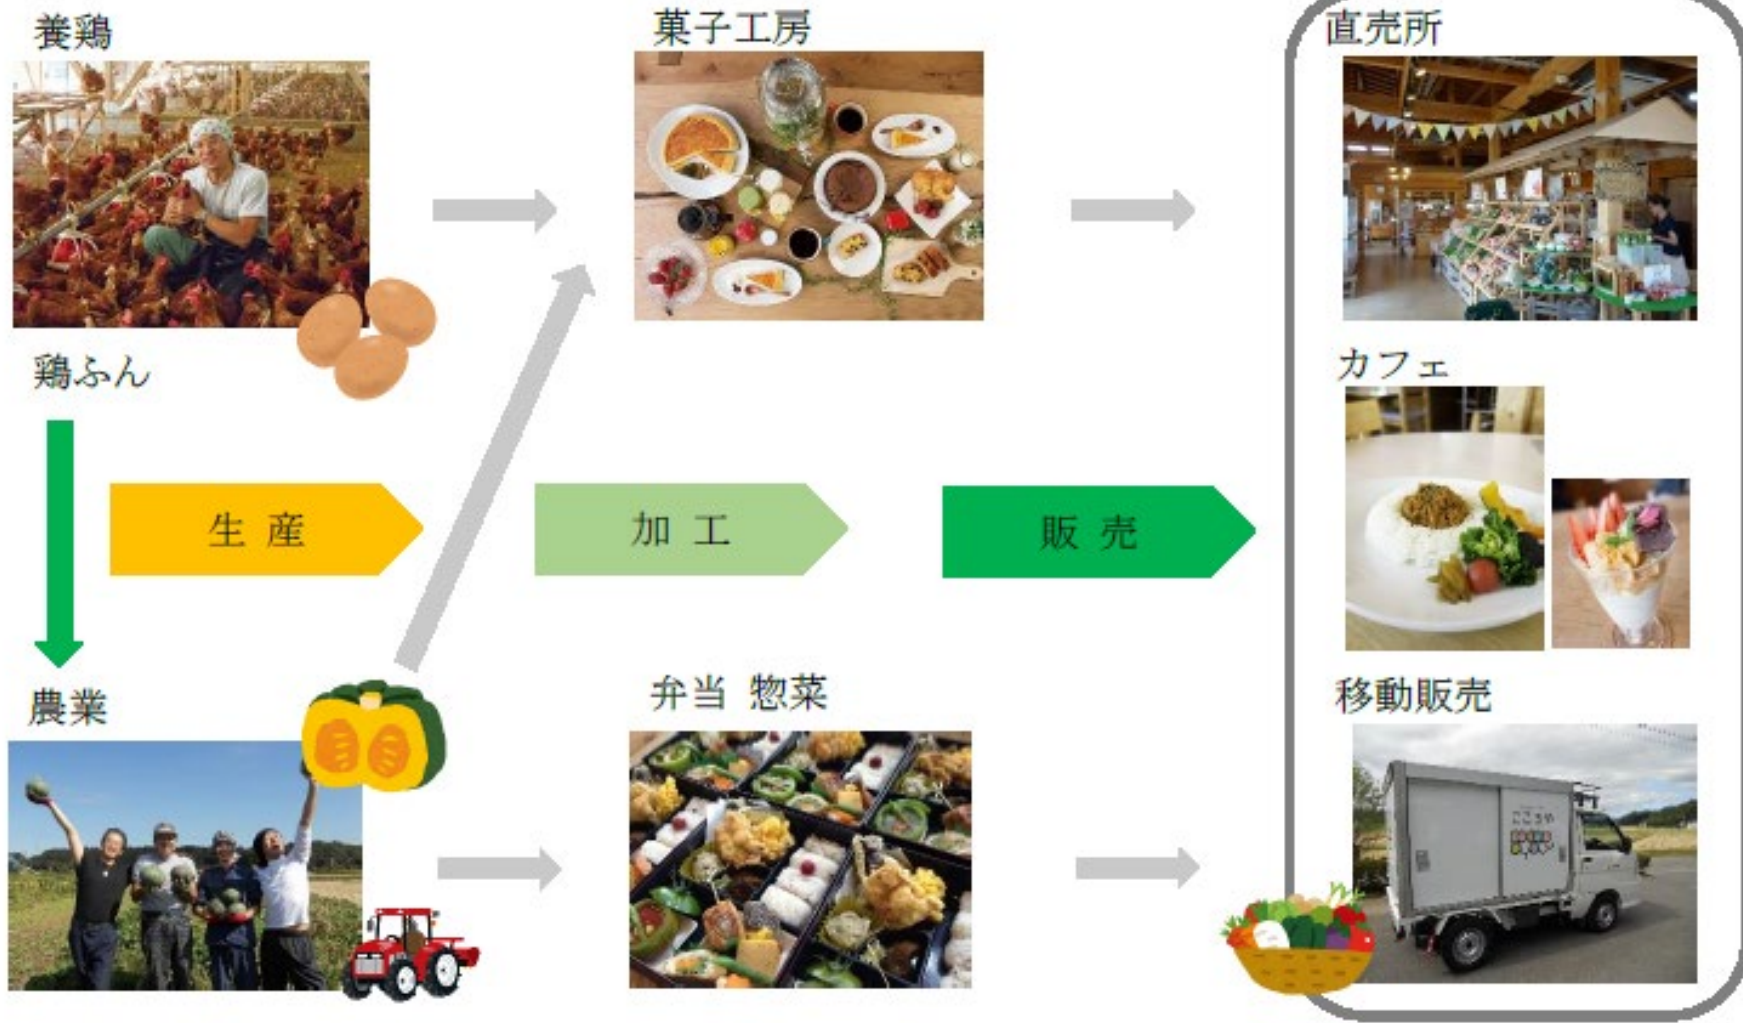 養鶏
菓子工房
直売所
鶏ふん
カフェ
生産
加工
販売
農業
弁当 惣菜
移動販売